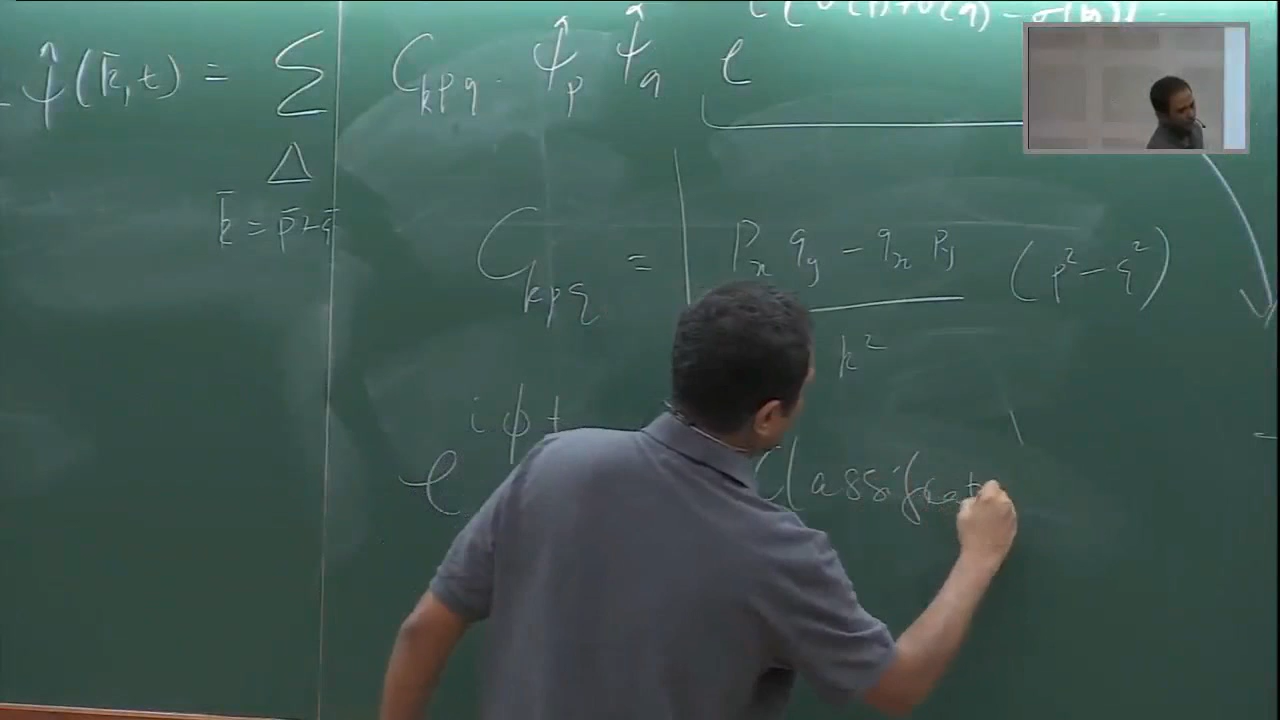 ψ̂(k̄,t) = Σ C_kpq . ψ̂_p ψ̂_q e
Δ
k̄ = p̄+q̄
C_kpq = p_x q_y − q_x p_y (p² − q²)
k²
e^iφt
Classificat